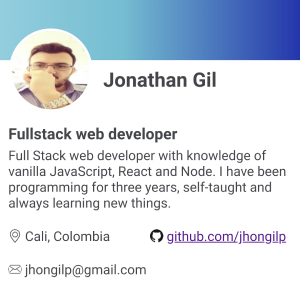 Jonathan Gil
Fullstack web developer
Full Stack web developer with knowledge of
vanilla JavaScript, React and Node. I have been
programming for three years, self-taught and
always learning new things.
Cali, Colombia
github.com/jhongilp
jhongilp@gmail.com